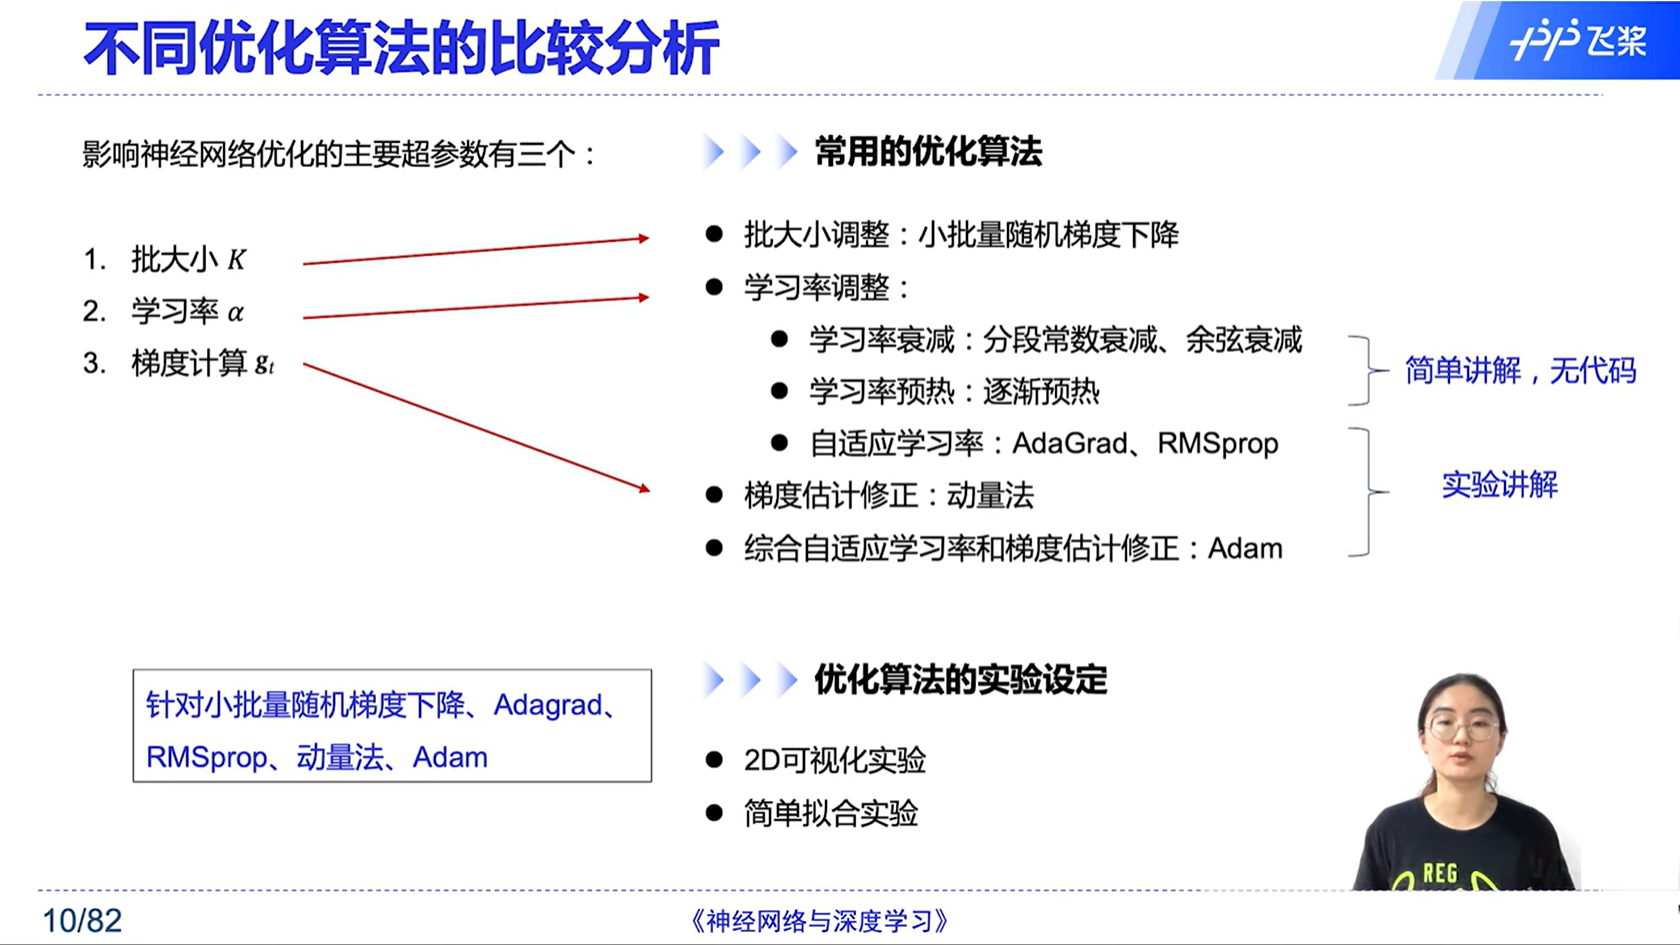 不同优化算法的比较分析
飞桨
影响神经网络优化的主要超参数有三个：
1. 批大小 K
2. 学习率 α
3. 梯度计算 gₜ
常用的优化算法
批大小调整：小批量随机梯度下降
学习率调整：
学习率衰减：分段常数衰减、余弦衰减
学习率预热：逐渐预热
自适应学习率：AdaGrad、RMSprop
梯度估计修正：动量法
综合自适应学习率和梯度估计修正：Adam
简单讲解，无代码
实验讲解
针对小批量随机梯度下降、Adagrad、
RMSprop、动量法、Adam
优化算法的实验设定
2D可视化实验
简单拟合实验
REG
10/82
《神经网络与深度学习》